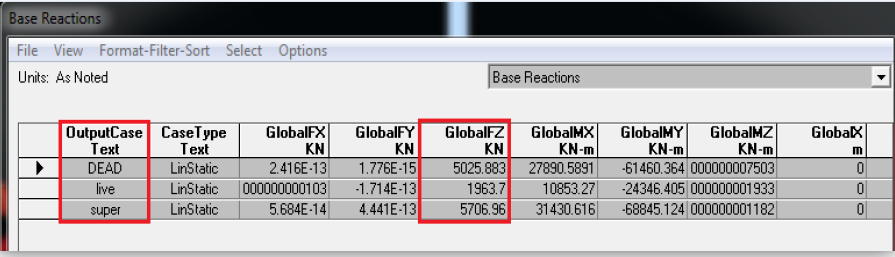 Base Reactions
File View Format-Filter-Sort Select Options
Units: As Noted Base Reactions
OutputCase CaseType GlobalFX GlobalFY GlobalFZ GlobalMX GlobalMY GlobalMZ GlobalX
Text Text KN KN KN KN-m KN-m KN-m m
DEAD LinStatic 2.416E-13 1.776E-15 5025.883 27890.5891 -61460.364 000000007503 0
live LinStatic 000000000103 -1.714E-13 1963.7 10853.27 -24346.405 000000001933 0
super LinStatic 5.684E-14 4.441E-13 5706.96 31430.616 -68845.124 000000001182 0